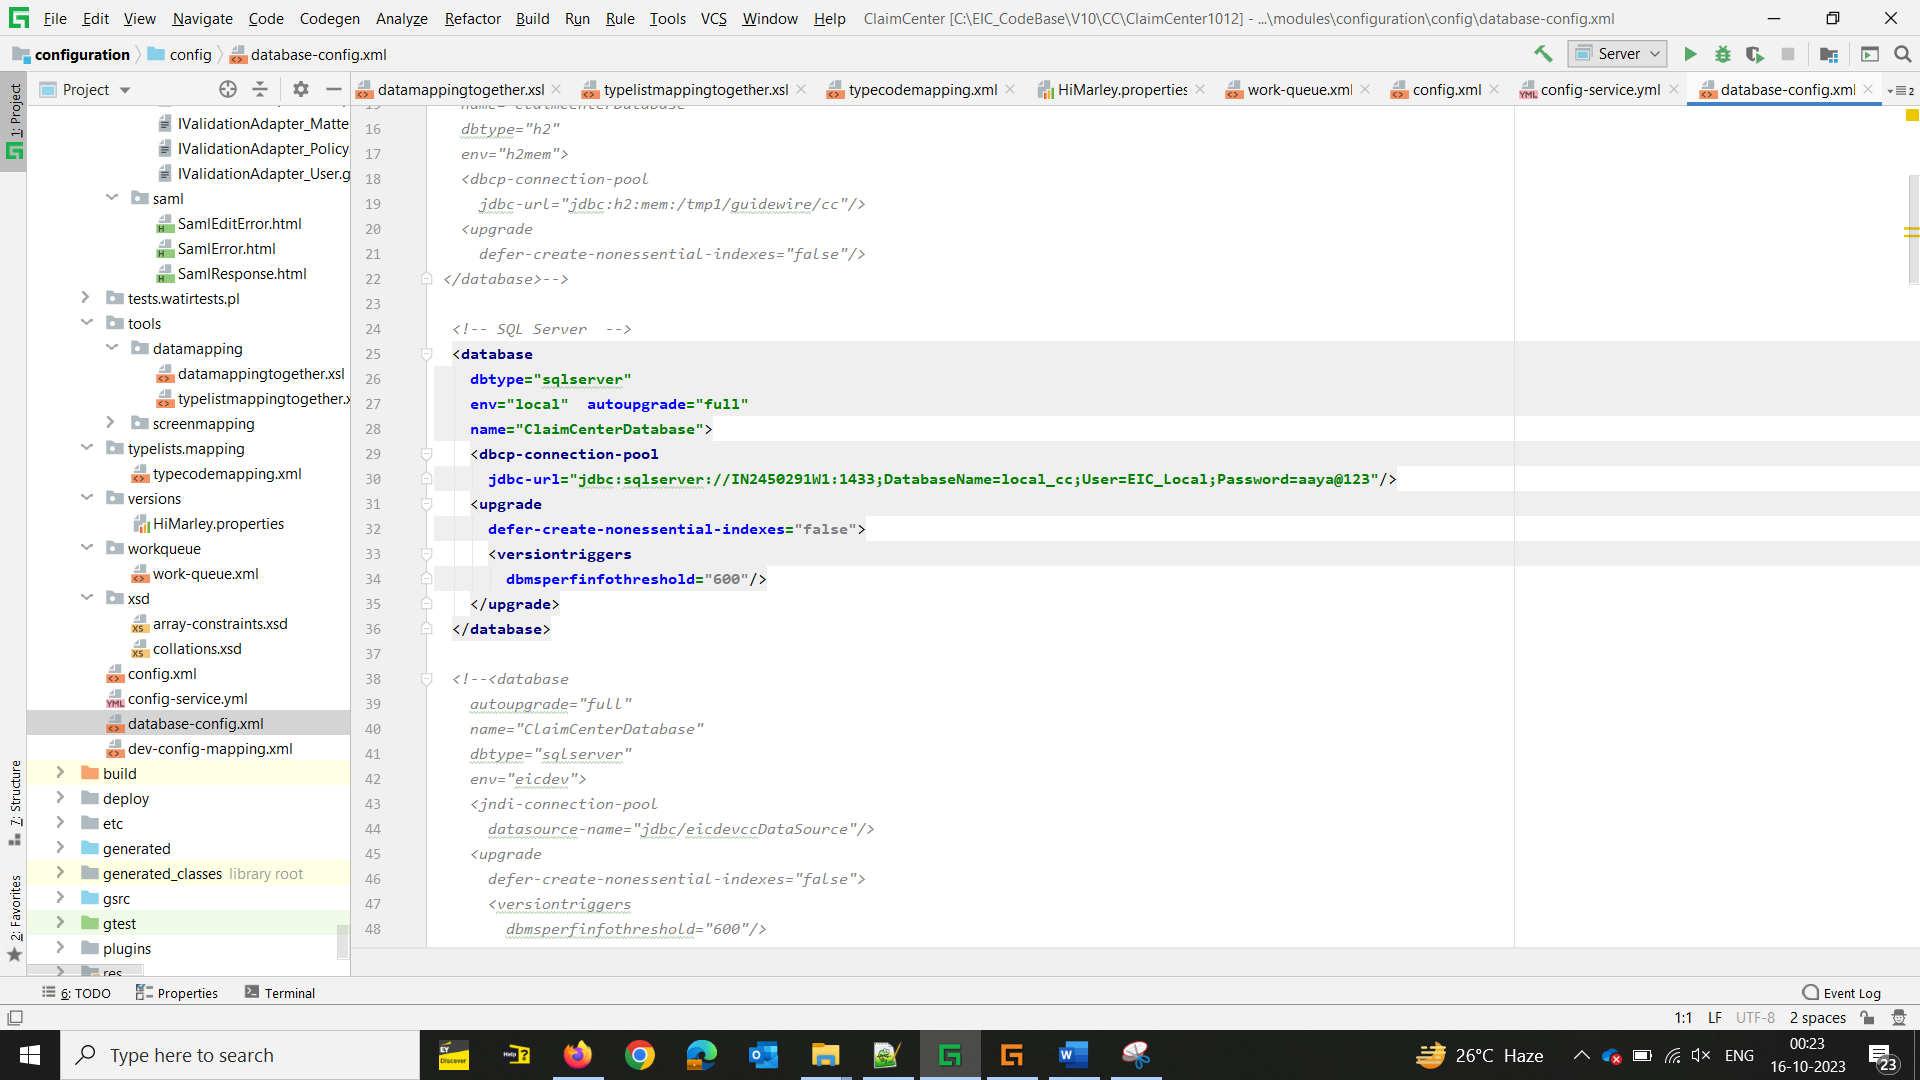 File Edit View Navigate Code Codegen Analyze Refactor Build Run Rule Tools VCS Window Help ClaimCenter [C:\EIC_CodeBase\V10\CC\ClaimCenter1012] - ...\modules\configuration\config\database-config.xml
configuration config database-config.xml Server
Project
datamappingtogether.xsl typelistmappingtogether.xsl typecodemapping.xml HiMarley.properties work-queue.xml config.xml config-service.yml database-config.xml 2
1: Project
7: Structure
2: Favorites
IValidationAdapter_Matte
IValidationAdapter_Policy
IValidationAdapter_User.g
saml
SamlEditError.html
SamlError.html
SamlResponse.html
tests.watirtests.pl
tools
datamapping
datamappingtogether.xsl
typelistmappingtogether.x
screenmapping
typelists.mapping
typecodemapping.xml
versions
HiMarley.properties
workqueue
work-queue.xml
xsd
array-constraints.xsd
collations.xsd
config.xml
config-service.yml
database-config.xml
dev-config-mapping.xml
build
deploy
etc
generated
generated_classes library root
gsrc
gtest
plugins
res
15 name="ClaimCenterDatabase"
16 dbtype="h2"
17 env="h2mem">
18 <dbcp-connection-pool
19 jdbc-url="jdbc:h2:mem:/tmp1/guidewire/cc"/>
20 <upgrade
21 defer-create-nonessential-indexes="false"/>
22 </database>-->
23
24 <!-- SQL Server -->
25 <database
26 dbtype="sqlserver"
27 env="local" autoupgrade="full"
28 name="ClaimCenterDatabase">
29 <dbcp-connection-pool
30 jdbc-url="jdbc:sqlserver://IN2450291W1:1433;DatabaseName=local_cc;User=EIC_Local;Password=aaya@123"/>
31 <upgrade
32 defer-create-nonessential-indexes="false">
33 <versiontriggers
34 dbmsperfinfothreshold="600"/>
35 </upgrade>
36 </database>
37
38 <!--<database
39 autoupgrade="full"
40 name="ClaimCenterDatabase"
41 dbtype="sqlserver"
42 env="eicdev">
43 <jndi-connection-pool
44 datasource-name="jdbc/eicdevccDataSource"/>
45 <upgrade
46 defer-create-nonessential-indexes="false">
47 <versiontriggers
48 dbmsperfinfothreshold="600"/>
6: TODO Properties Terminal Event Log
1:1 LF UTF-8 2 spaces
Type here to search
EY Discover
Help ?
26°C Haze
ENG
00:23
16-10-2023
23